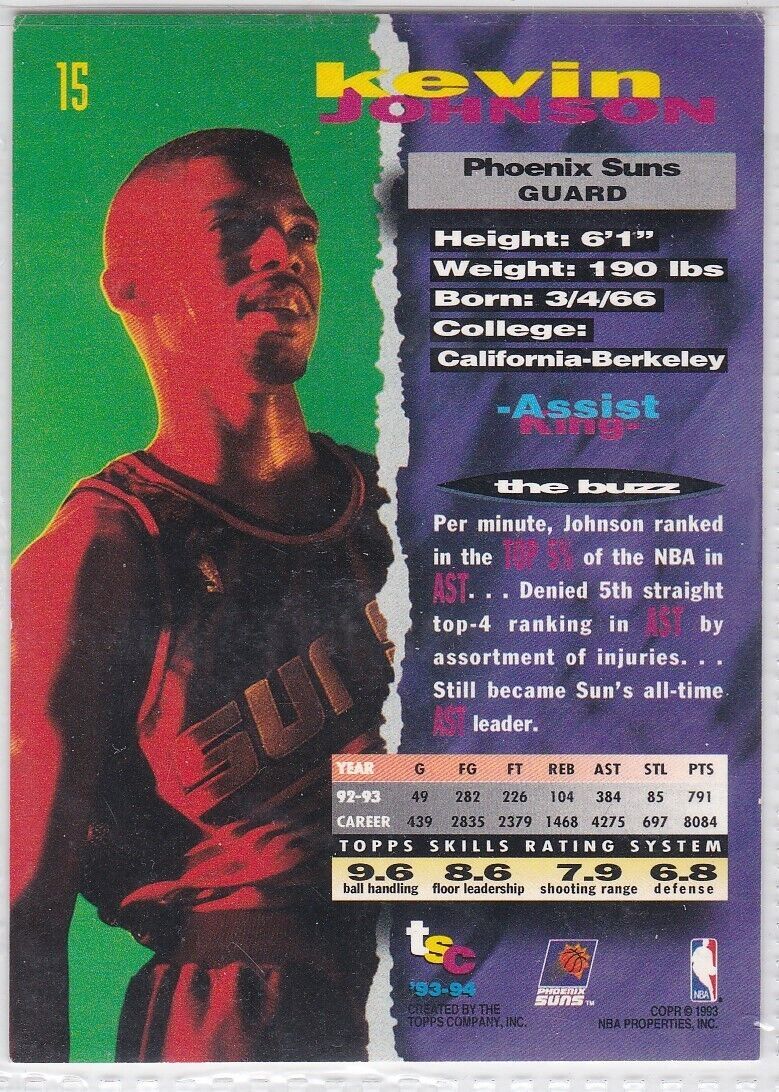 15
kevin
JOHNSON
Phoenix Suns
GUARD
Height: 6'1"
Weight: 190 lbs
Born: 3/4/66
College:
California-Berkeley
-Assist
King-
the buzz
Per minute, Johnson ranked
in the TOP 5% of the NBA in
AST. . . Denied 5th straight
top-4 ranking in AST by
assortment of injuries. . .
Still became Sun's all-time
AST leader.
SUNS
YEAR G FG FT REB AST STL PTS
92-93 49 282 226 104 384 85 791
CAREER 439 2835 2379 1468 4275 697 8084
TOPPS SKILLS RATING SYSTEM
9.6 8.6 7.9 6.8
ball handling floor leadership shooting range defense
tsc
'93-94
CREATED BY THE
TOPPS COMPANY, INC.
PHOENIX
SUNS™
NBA
COPR © 1993
NBA PROPERTIES, INC.